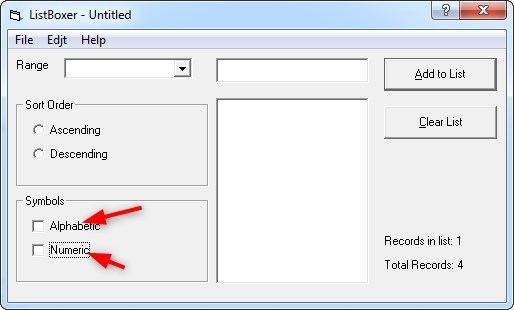 ListBoxer - Untitled
File Edjt Help
Range
Add to List
Sort Order
Ascending
Descending
Clear List
Symbols
Alphabetic
Numeric
Records in list: 1
Total Records: 4